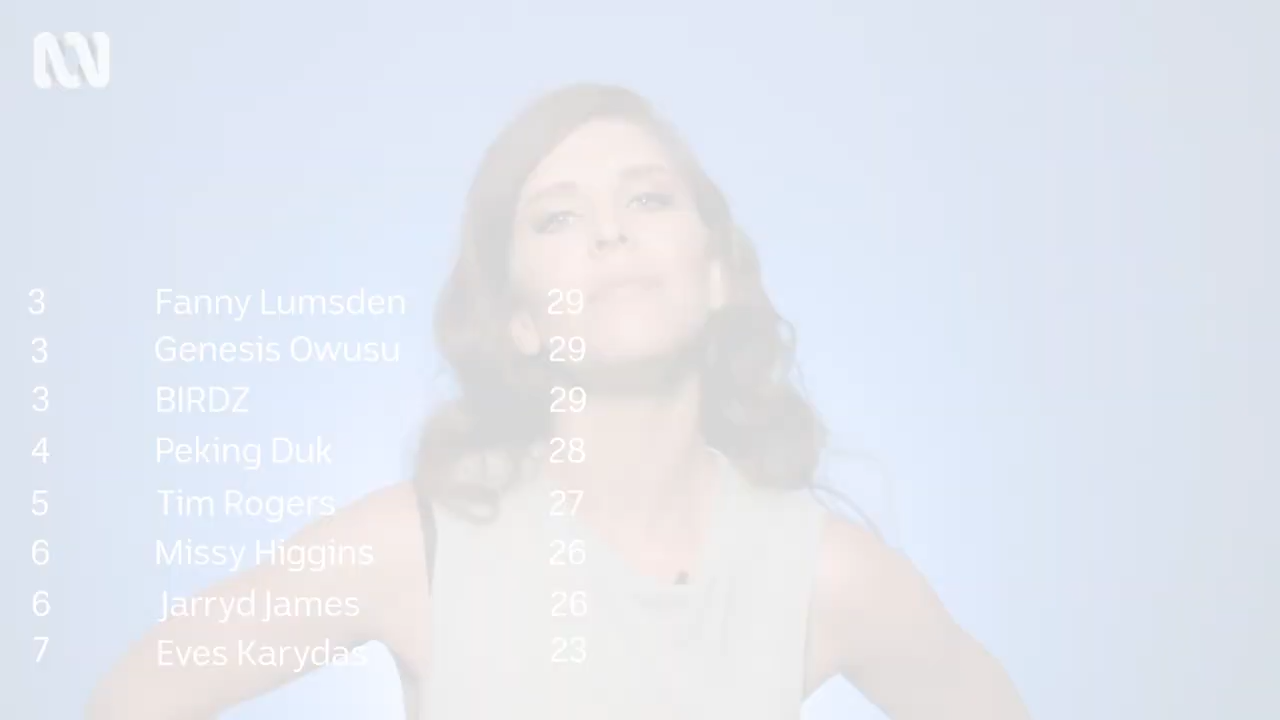 3 Fanny Lumsden 29
3 Genesis Owusu 29
3 BIRDZ 29
4 Peking Duk 28
5 Tim Rogers 27
6 Missy Higgins 26
6 Jarryd James 26
7 Eves Karydas 23